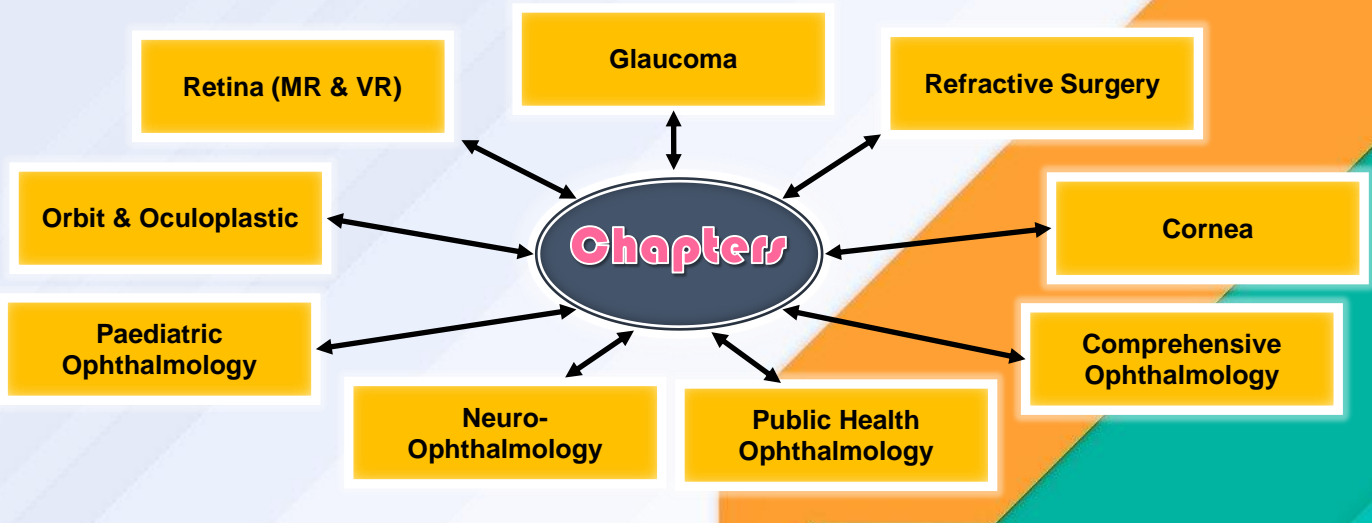 Glaucoma
Retina (MR & VR)
Refractive Surgery
Orbit & Oculoplastic
Chapters
Cornea
Paediatric
Ophthalmology
Comprehensive
Ophthalmology
Neuro-
Ophthalmology
Public Health
Ophthalmology